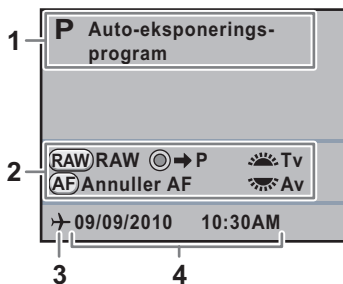 1
P Auto-eksponerings-
program
2
RAW RAW → P Tv
AF Annuller AF Av
09/09/2010 10:30AM
3 4